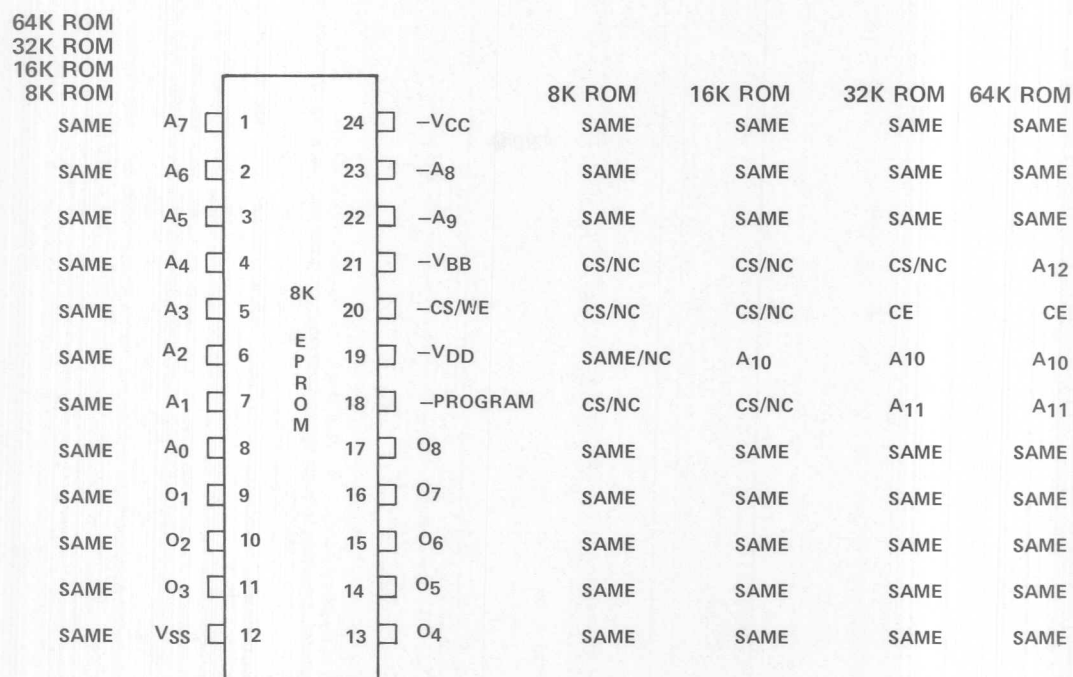 64K ROM
32K ROM
16K ROM
8K ROM 8K ROM 16K ROM 32K ROM 64K ROM
SAME A7 1 24 –VCC SAME SAME SAME SAME
SAME A6 2 23 –A8 SAME SAME SAME SAME
SAME A5 3 22 –A9 SAME SAME SAME SAME
SAME A4 4 21 –VBB CS/NC CS/NC CS/NC A12
SAME A3 5 20 –CS/WE CS/NC CS/NC CE CE
SAME A2 6 19 –VDD SAME/NC A10 A10 A10
SAME A1 7 18 –PROGRAM CS/NC CS/NC A11 A11
SAME A0 8 17 O8 SAME SAME SAME SAME
SAME O1 9 16 O7 SAME SAME SAME SAME
SAME O2 10 15 O6 SAME SAME SAME SAME
SAME O3 11 14 O5 SAME SAME SAME SAME
SAME VSS 12 13 O4 SAME SAME SAME SAME
8K
EPROM